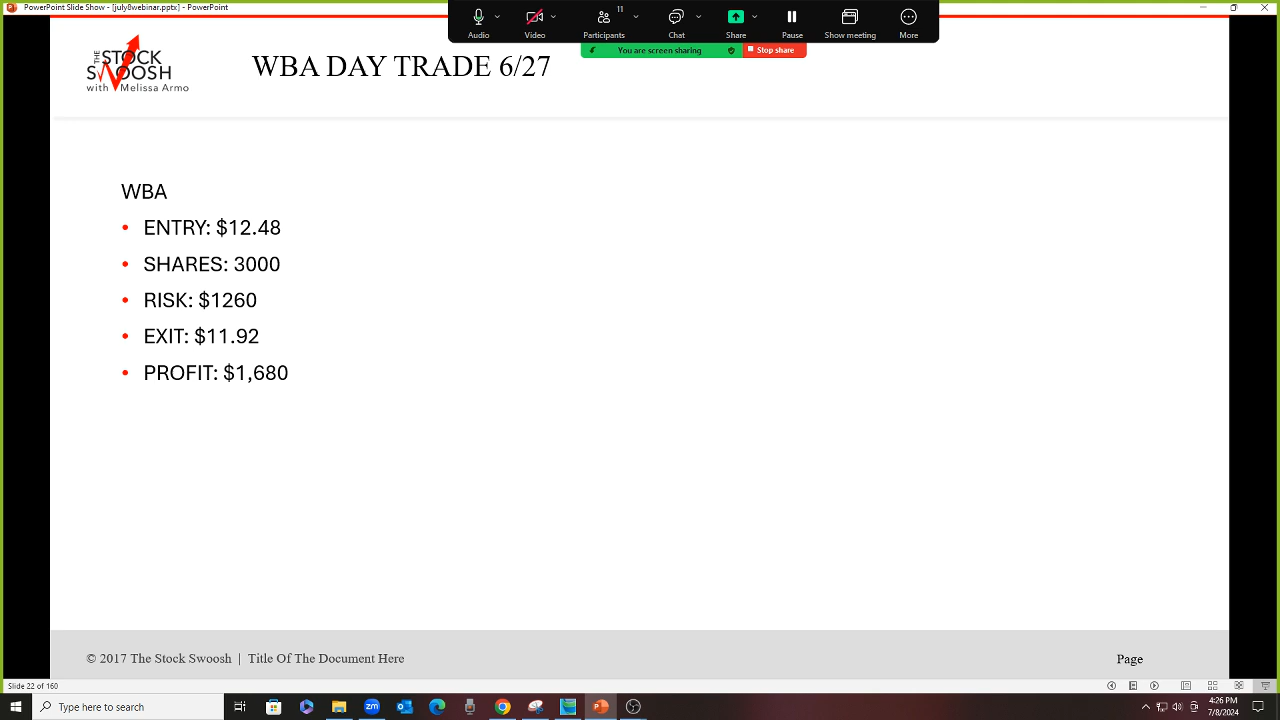 PowerPoint Slide Show - [july8webinar.pptx] - PowerPoint
11
Audio
Video
Participants
Chat
Share
Pause
Show meeting
More
You are screen sharing
Stop share
THE STOCK
SWOOSH
with Melissa Armo
WBA DAY TRADE 6/27
WBA
• ENTRY: $12.48
• SHARES: 3000
• RISK: $1260
• EXIT: $11.92
• PROFIT: $1,680
© 2017 The Stock Swoosh | Title Of The Document Here
Page
Slide 22 of 160
Type here to search
4:26 PM
7/8/2024